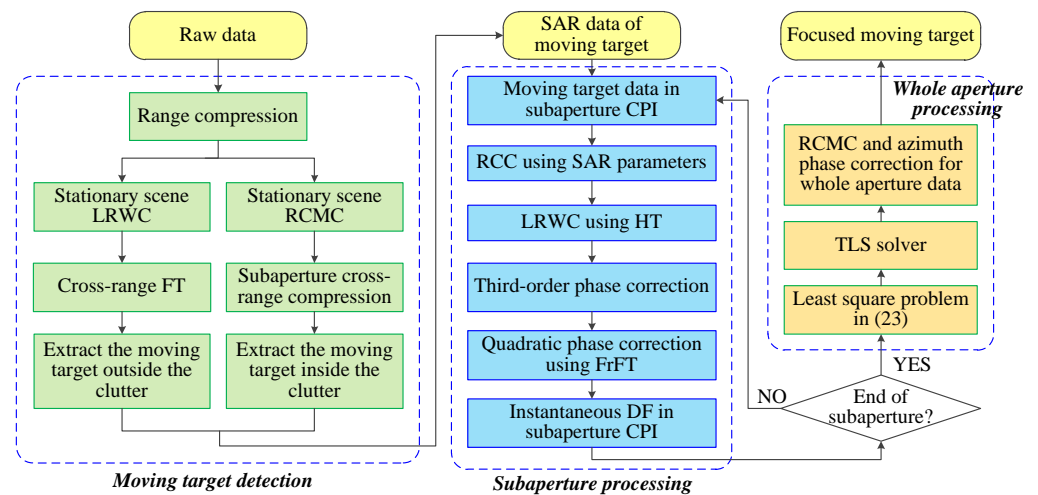 Raw data
Range compression
Stationary scene
LRWC
Stationary scene
RCMC
Cross-range FT
Subaperture cross-
range compression
Extract the moving
target outside the
clutter
Extract the moving
target inside the
clutter
Moving target detection
SAR data of
moving target
Moving target data in
subaperture CPI
RCC using SAR parameters
LRWC using HT
Third-order phase correction
Quadratic phase correction
using FrFT
Instantaneous DF in
subaperture CPI
Subaperture processing
Focused moving target
Whole aperture
processing
RCMC and azimuth
phase correction for
whole aperture data
TLS solver
Least square problem
in (23)
YES
NO
End of
subaperture?